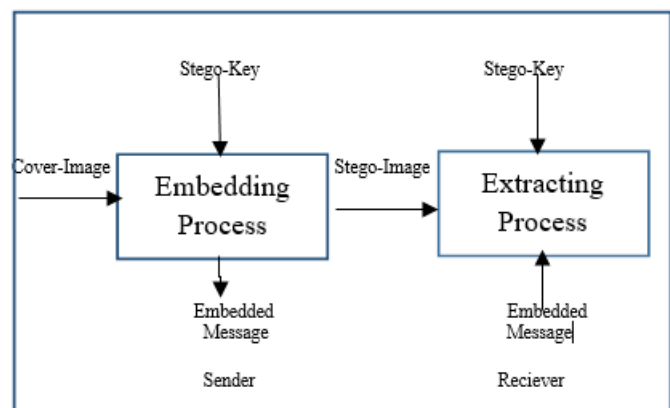 Stego-Key
Stego-Key
Cover-Image
Stego-Image
Embedding
Process
Extracting
Process
Embedded
Message
Embedded
Message
Sender
Reciever